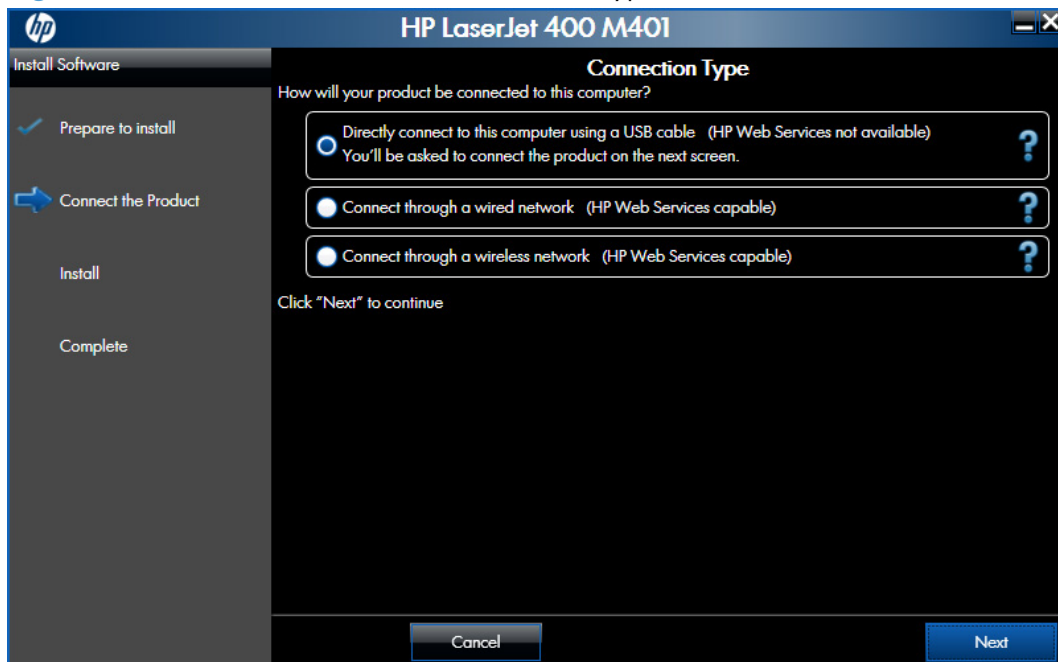 hp
HP LaserJet 400 M401
Install Software
Prepare to install
Connect the Product
Install
Complete
Connection Type
How will your product be connected to this computer?
Directly connect to this computer using a USB cable (HP Web Services not available)
You'll be asked to connect the product on the next screen.
?
Connect through a wired network (HP Web Services capable)
?
Connect through a wireless network (HP Web Services capable)
?
Click "Next" to continue
Cancel
Next